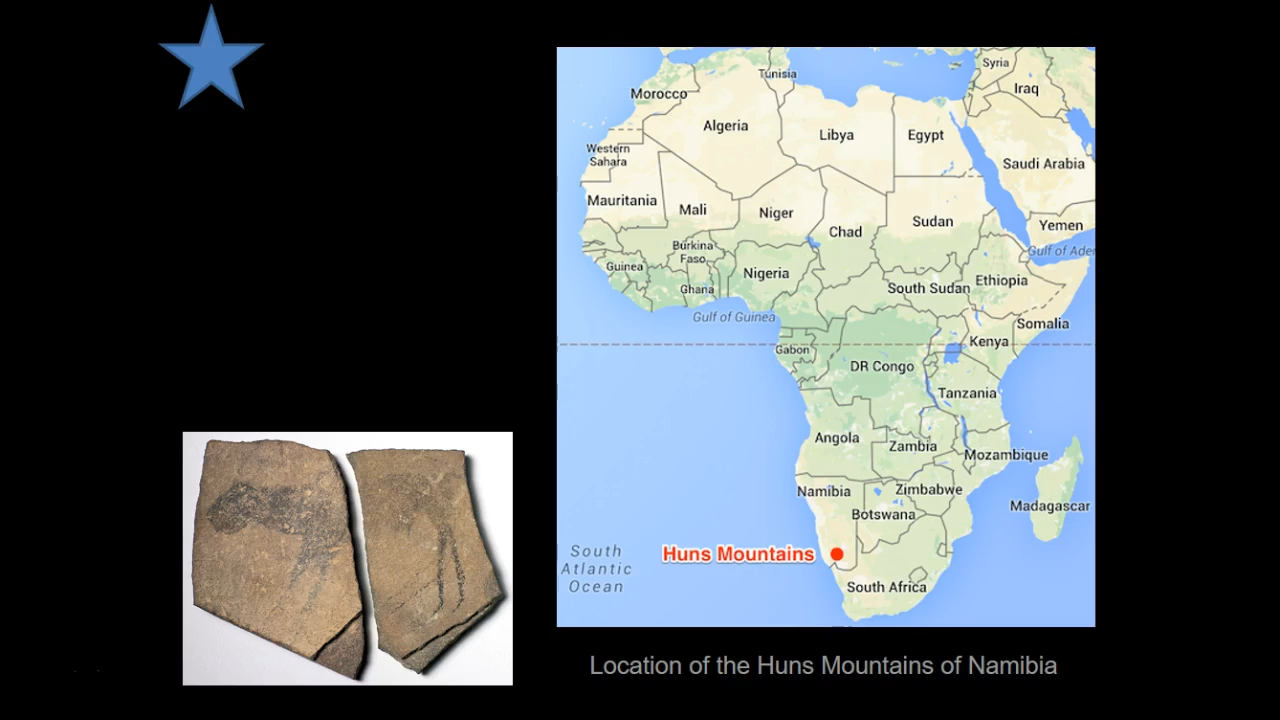 Syria
Tunisia
Morocco
Iraq
Algeria
Libya
Egypt
Western
Sahara
Saudi Arabia
Mauritania
Mali
Niger
Sudan
Yemen
Chad
Burkina
Faso
Gulf of Aden
Guinea
Nigeria
Ethiopia
Ghana
South Sudan
Gulf of Guinea
Somalia
Kenya
Gabon
DR Congo
Tanzania
Angola
Zambia
Mozambique
Namibia
Zimbabwe
Madagascar
Botswana
South
Atlantic
Ocean
Huns Mountains
South Africa
Location of the Huns Mountains of Namibia